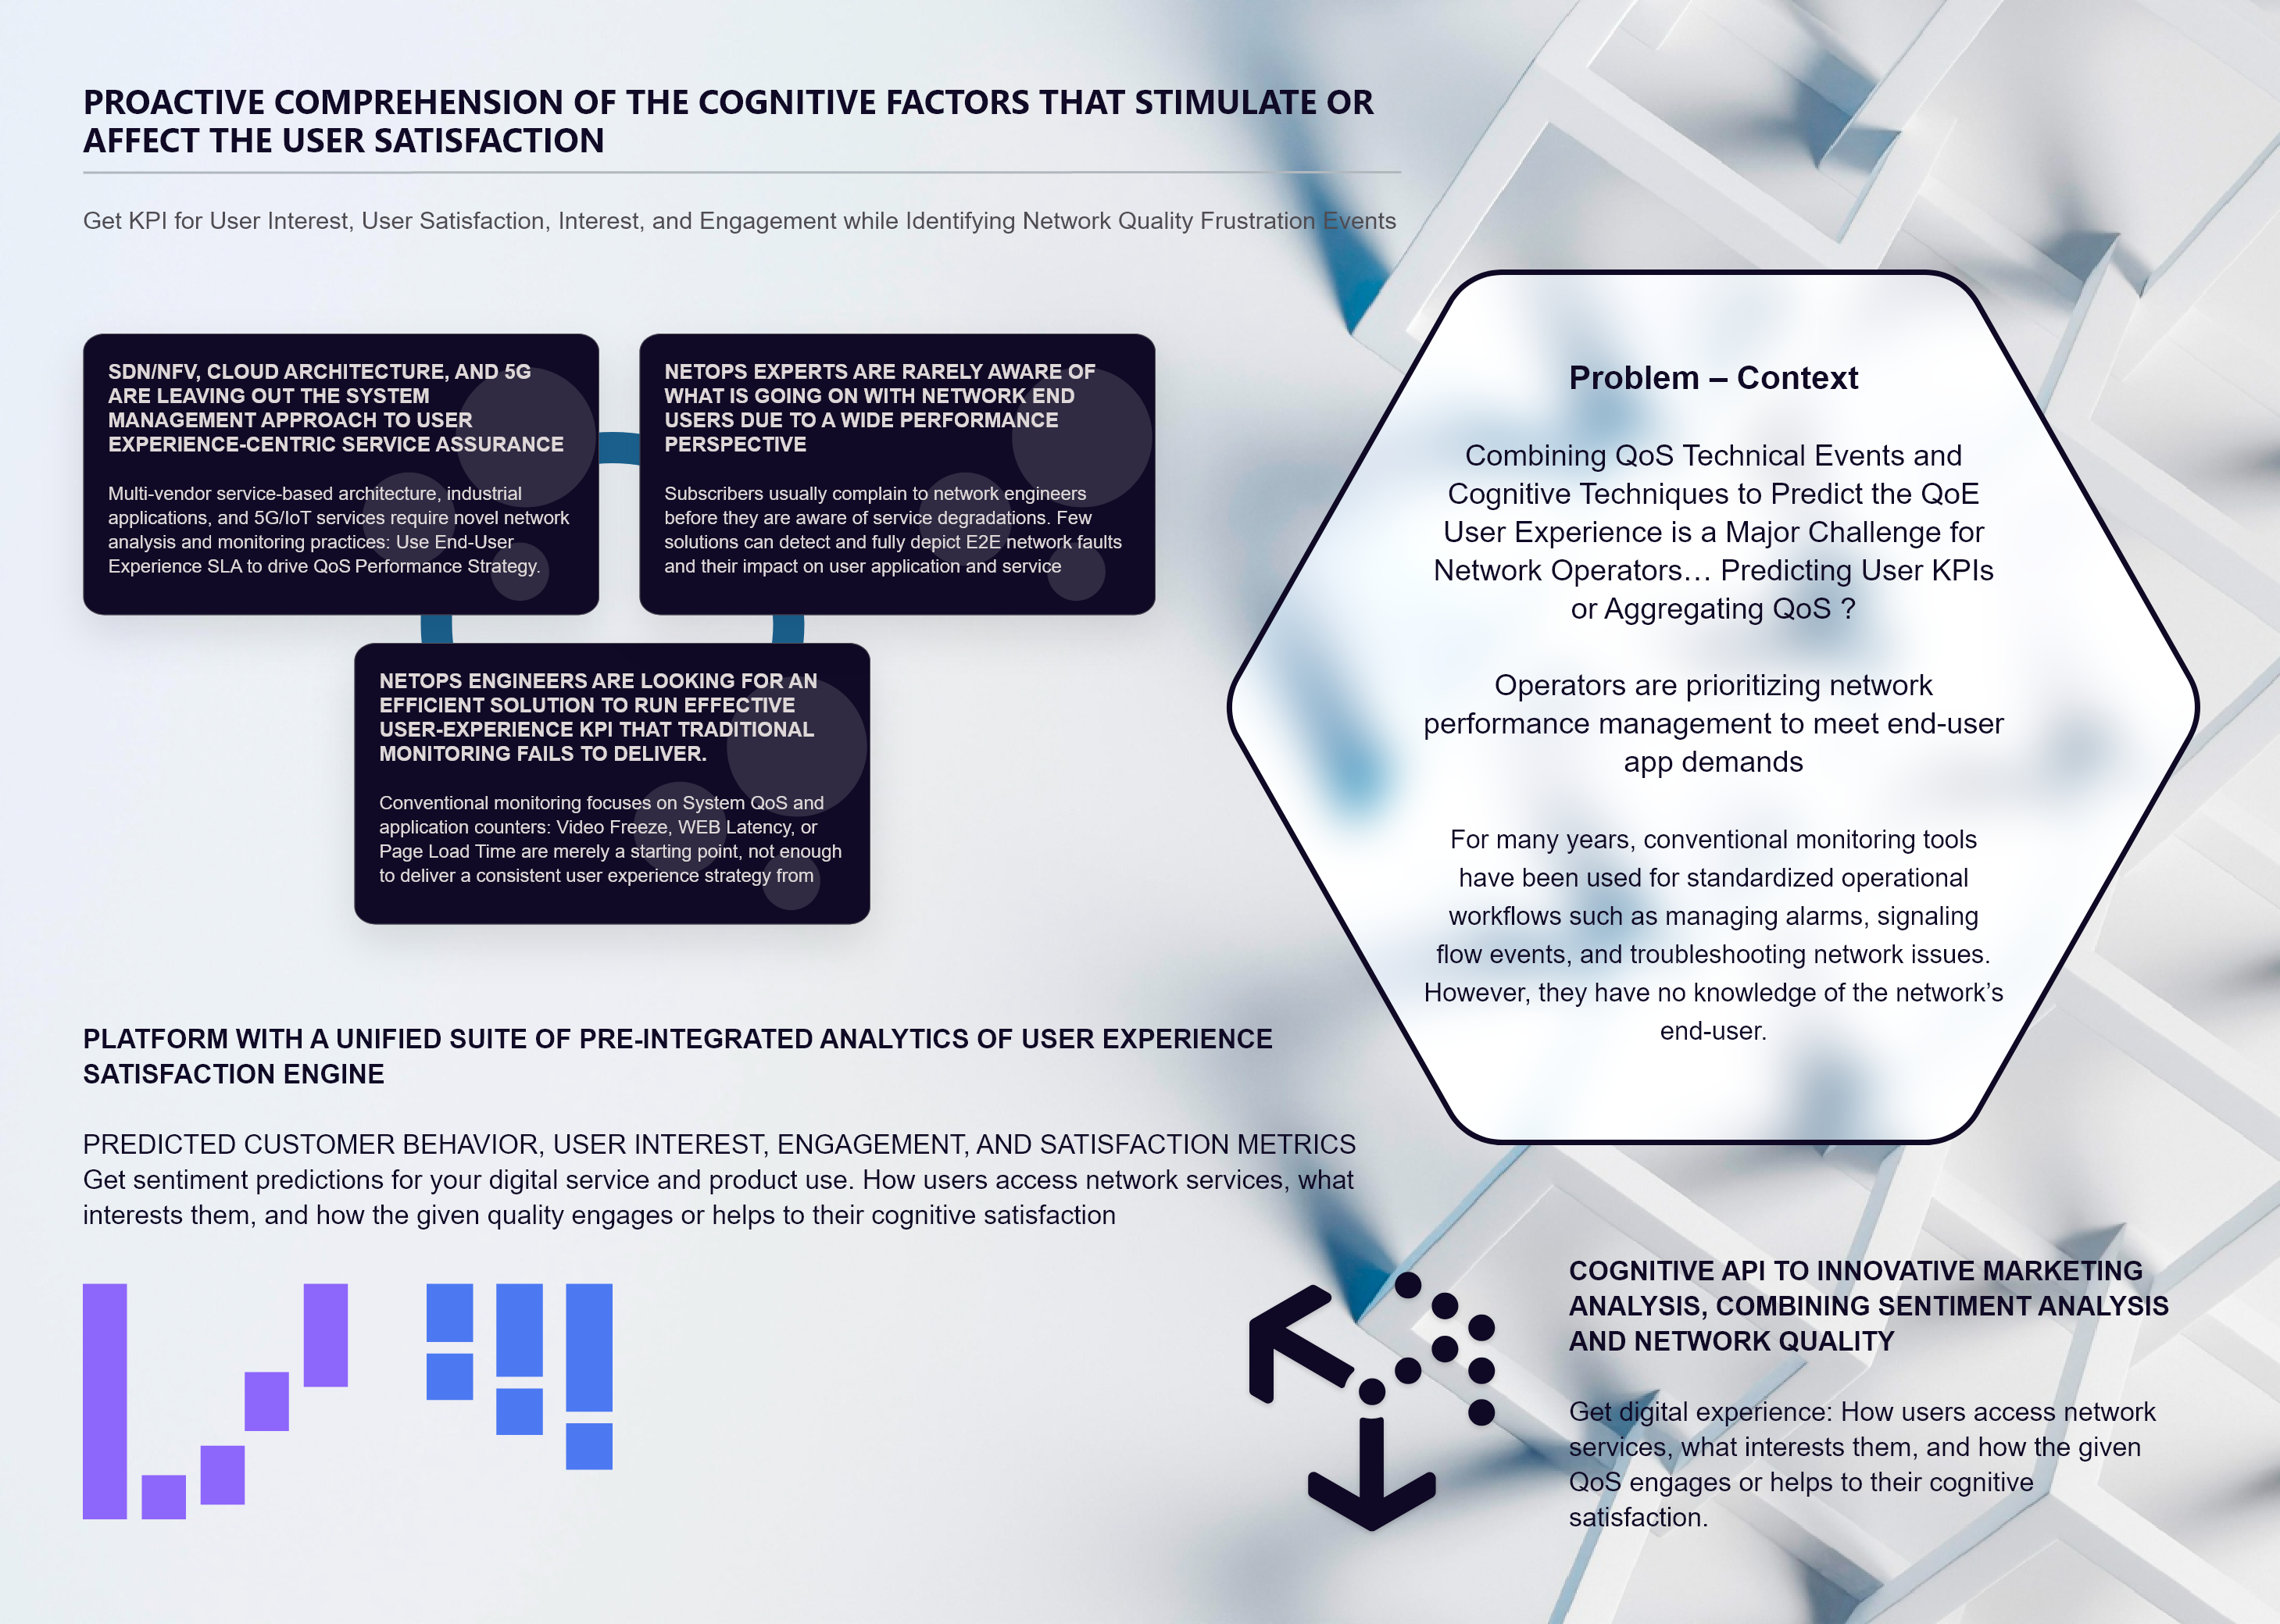 PROACTIVE COMPREHENSION OF THE COGNITIVE FACTORS THAT STIMULATE OR
AFFECT THE USER SATISFACTION
Get KPI for User Interest, User Satisfaction, Interest, and Engagement while Identifying Network Quality Frustration Events
SDN/NFV, CLOUD ARCHITECTURE, AND 5G
ARE LEAVING OUT THE SYSTEM
MANAGEMENT APPROACH TO USER
EXPERIENCE-CENTRIC SERVICE ASSURANCE
Multi-vendor service-based architecture, industrial
applications, and 5G/IoT services require novel network
analysis and monitoring practices: Use End-User
Experience SLA to drive QoS Performance Strategy.
NETOPS EXPERTS ARE RARELY AWARE OF
WHAT IS GOING ON WITH NETWORK END
USERS DUE TO A WIDE PERFORMANCE
PERSPECTIVE
Subscribers usually complain to network engineers
before they are aware of service degradations. Few
solutions can detect and fully depict E2E network faults
and their impact on user application and service
NETOPS ENGINEERS ARE LOOKING FOR AN
EFFICIENT SOLUTION TO RUN EFFECTIVE
USER-EXPERIENCE KPI THAT TRADITIONAL
MONITORING FAILS TO DELIVER.
Conventional monitoring focuses on System QoS and
application counters: Video Freeze, WEB Latency, or
Page Load Time are merely a starting point, not enough
to deliver a consistent user experience strategy from
Problem – Context
Combining QoS Technical Events and
Cognitive Techniques to Predict the QoE
User Experience is a Major Challenge for
Network Operators… Predicting User KPIs
or Aggregating QoS ?
Operators are prioritizing network
performance management to meet end-user
app demands
For many years, conventional monitoring tools
have been used for standardized operational
workflows such as managing alarms, signaling
flow events, and troubleshooting network issues.
However, they have no knowledge of the network’s
end-user.
PLATFORM WITH A UNIFIED SUITE OF PRE-INTEGRATED ANALYTICS OF USER EXPERIENCE
SATISFACTION ENGINE
PREDICTED CUSTOMER BEHAVIOR, USER INTEREST, ENGAGEMENT, AND SATISFACTION METRICS
Get sentiment predictions for your digital service and product use. How users access network services, what
interests them, and how the given quality engages or helps to their cognitive satisfaction
COGNITIVE API TO INNOVATIVE MARKETING
ANALYSIS, COMBINING SENTIMENT ANALYSIS
AND NETWORK QUALITY
Get digital experience: How users access network
services, what interests them, and how the given
QoS engages or helps to their cognitive
satisfaction.